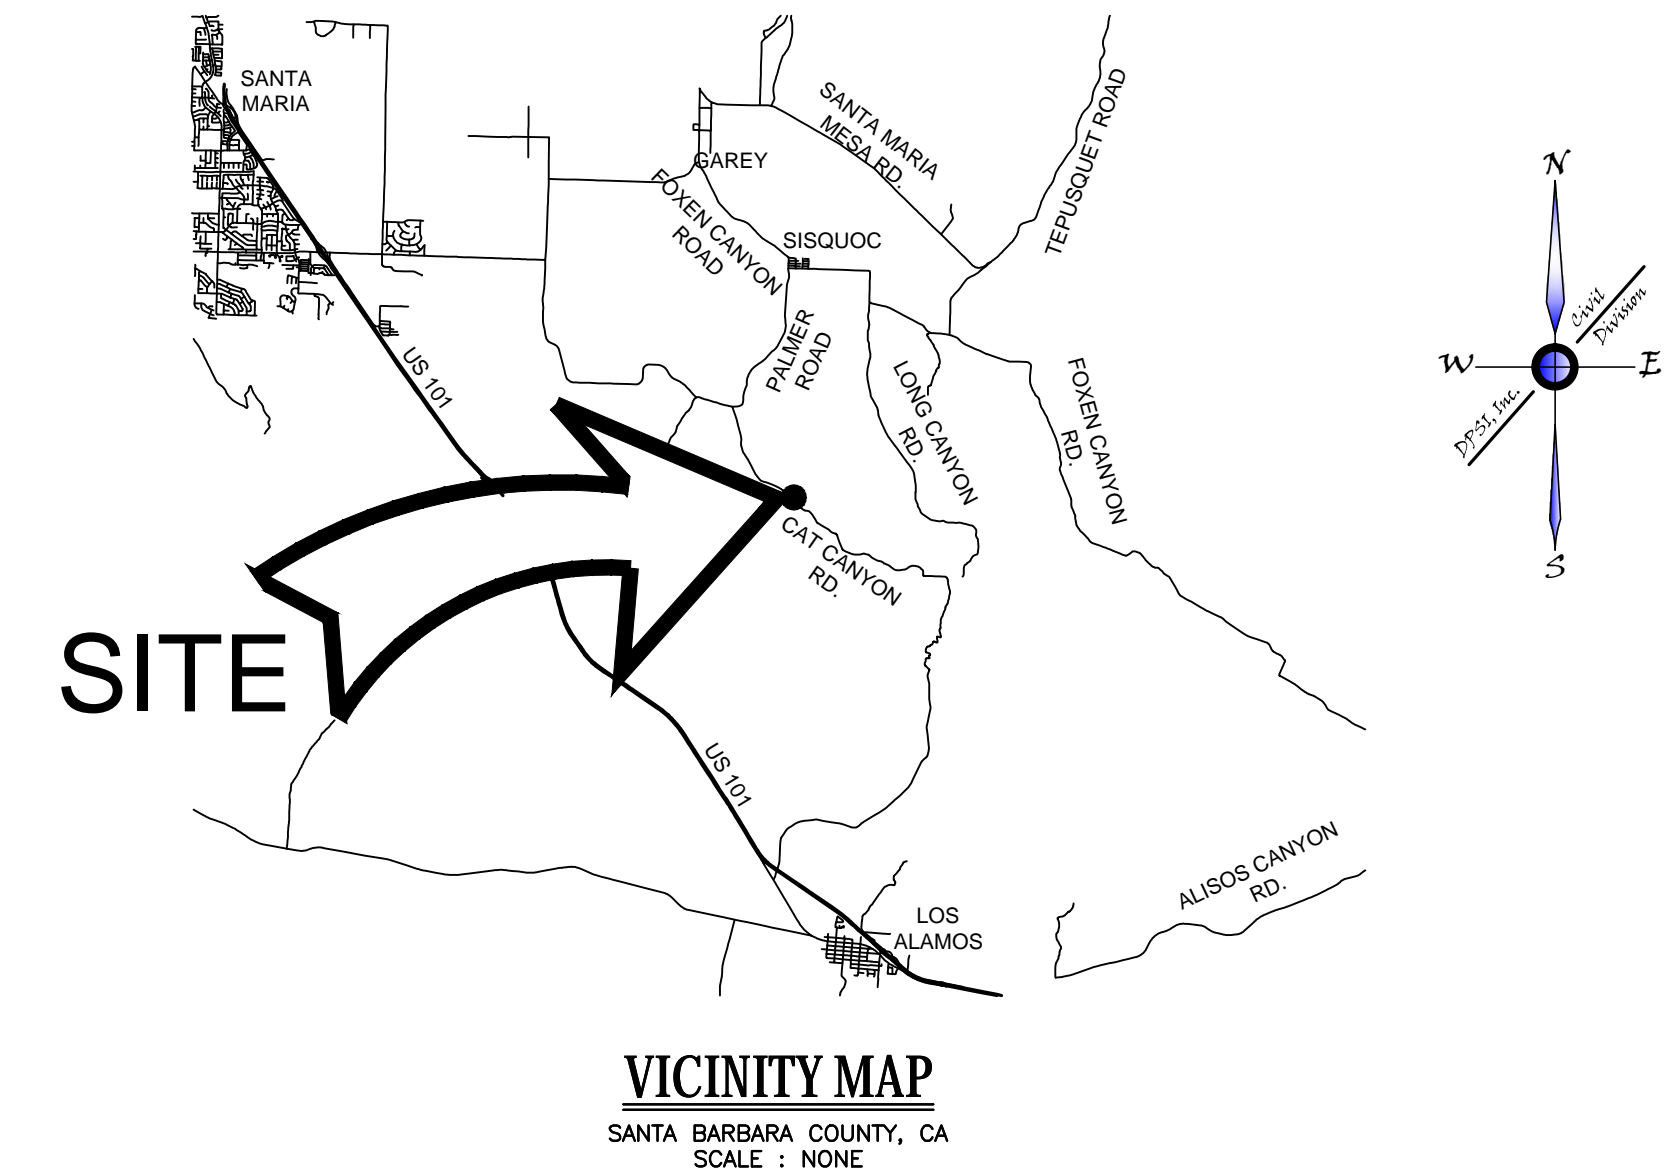 SANTA
MARIA
SANTA MARIA
MESA RD.
TEPUSQUET ROAD
GAREY
FOXEN CANYON
ROAD
SISQUOC
PALMER
ROAD
US 101
LONG CANYON
RD.
FOXEN CANYON
RD.
CAT CANYON
RD.
SITE
US 101
ALISOS CANYON
RD.
LOS
ALAMOS
N
Civil
Division
W
E
DPSI, Inc.
S
VICINITY MAP
SANTA BARBARA COUNTY, CA
SCALE : NONE